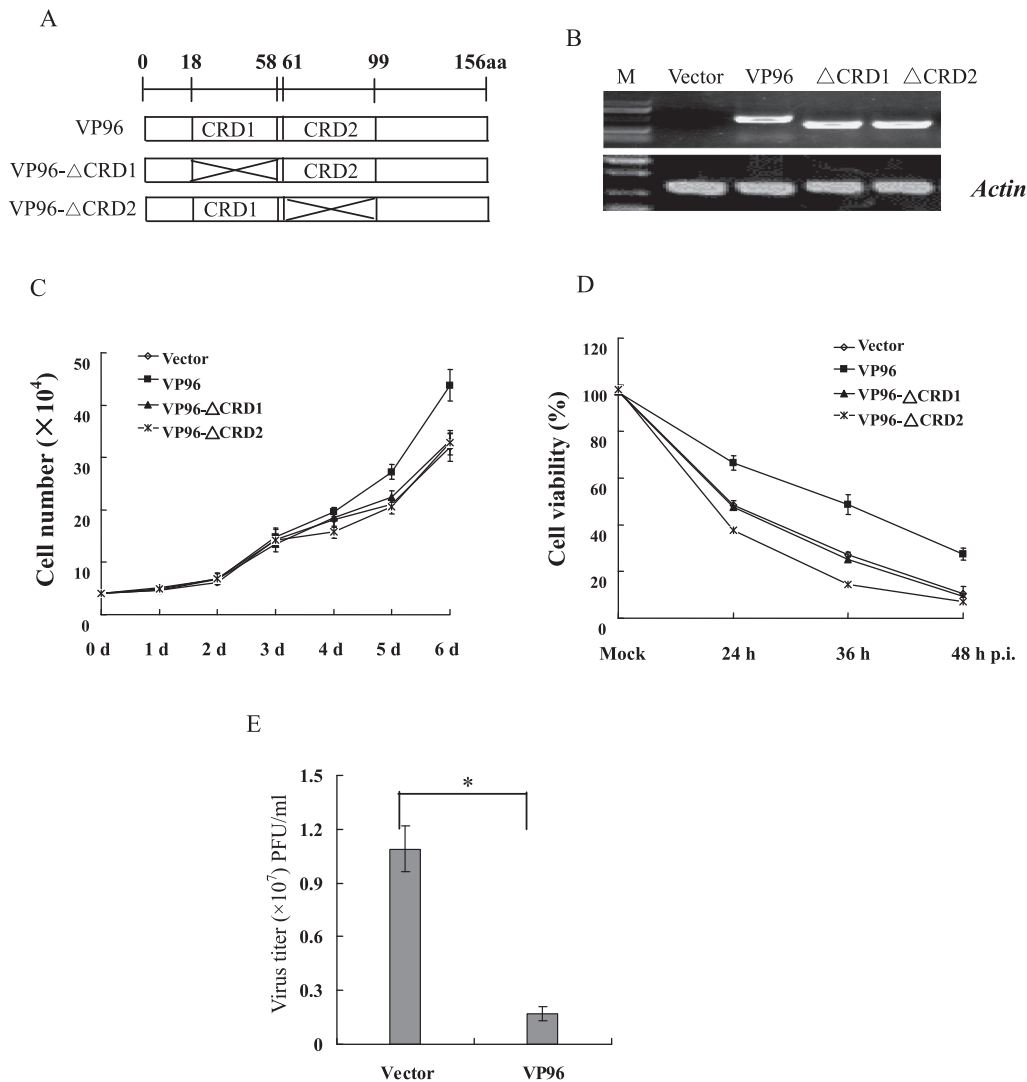 A
0 18 58 61 99 156aa
VP96 CRD1 CRD2
VP96-△CRD1 CRD2
VP96-△CRD2 CRD1
B
M Vector VP96 △CRD1 △CRD2
Actin
C
Cell number (×10⁴)
50
40
30
20
10
0
Vector
VP96
VP96-△CRD1
VP96-△CRD2
0 d 1 d 2 d 3 d 4 d 5 d 6 d
D
Cell viability (%)
120
100
80
60
40
20
0
Vector
VP96
VP96-△CRD1
VP96-△CRD2
Mock 24 h 36 h 48 h p.i.
E
Virus titer (×10⁷) PFU/ml
1.5
1.2
0.9
0.6
0.3
0
*
Vector VP96